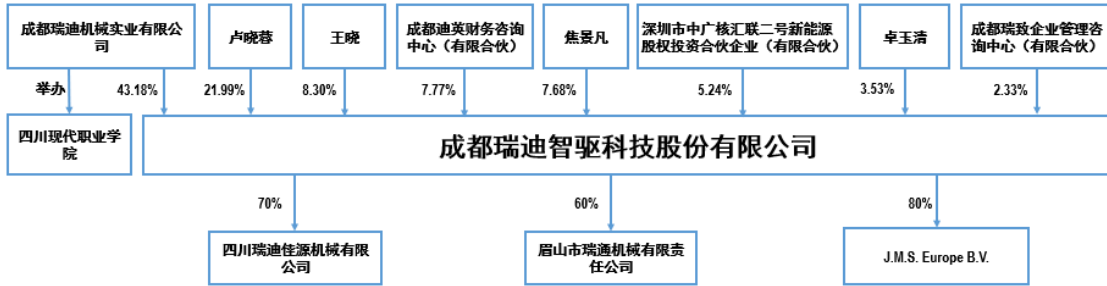 成都瑞迪机械实业有限公
司
卢晓蓉
王晓
成都迪英财务咨询
中心（有限合伙）
焦景凡
深圳市中广核汇联二号新能源
股权投资合伙企业（有限合伙）
卓玉清
成都瑞致企业管理咨
询中心（有限合伙）
举办
43.18%
21.99%
8.30%
7.77%
7.68%
5.24%
3.53%
2.33%
四川现代职业学
院
成都瑞迪智驱科技股份有限公司
70%
60%
80%
四川瑞迪佳源机械有限
公司
眉山市瑞通机械有限责
任公司
J.M.S. Europe B.V.